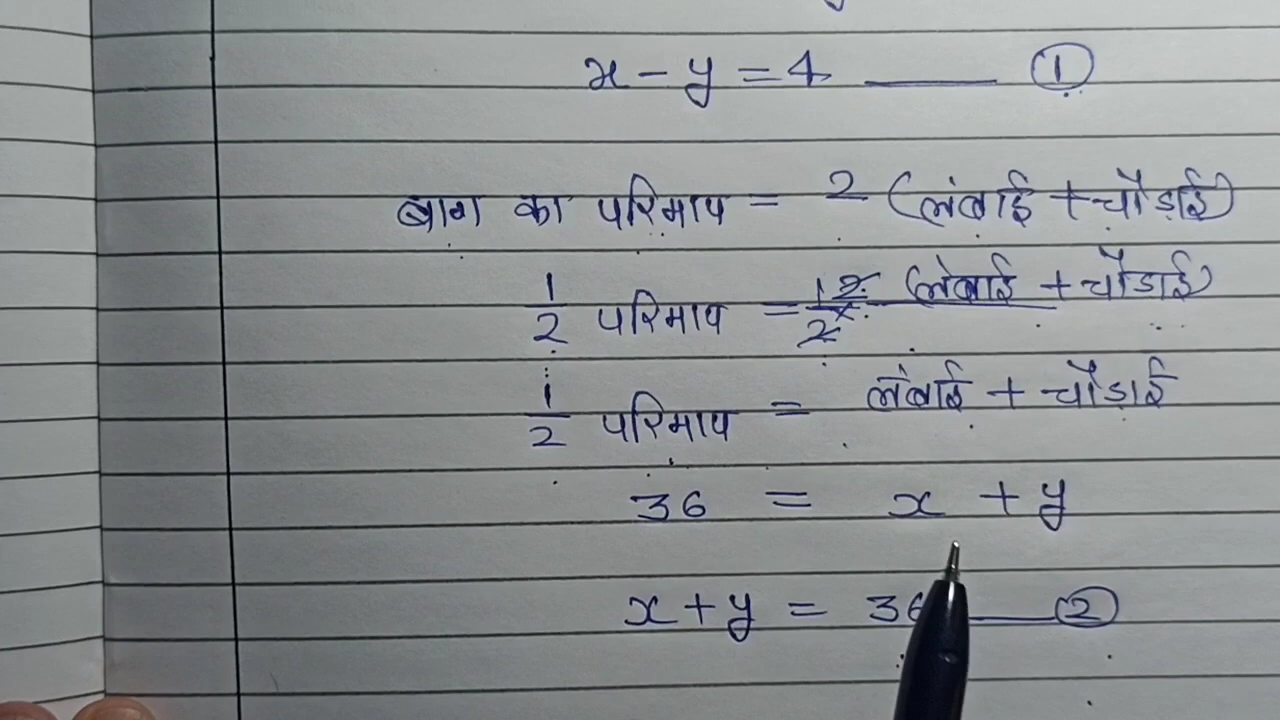 x - y = 4 ——— ①
बाग का परिमाप = 2 (लंबाई + चौड़ाई)
1/2 परिमाप = 1/2 × 2 (लंबाई + चौड़ाई)
1/2 परिमाप = लंबाई + चौड़ाई
36 = x + y
x + y = 36 ——— ②